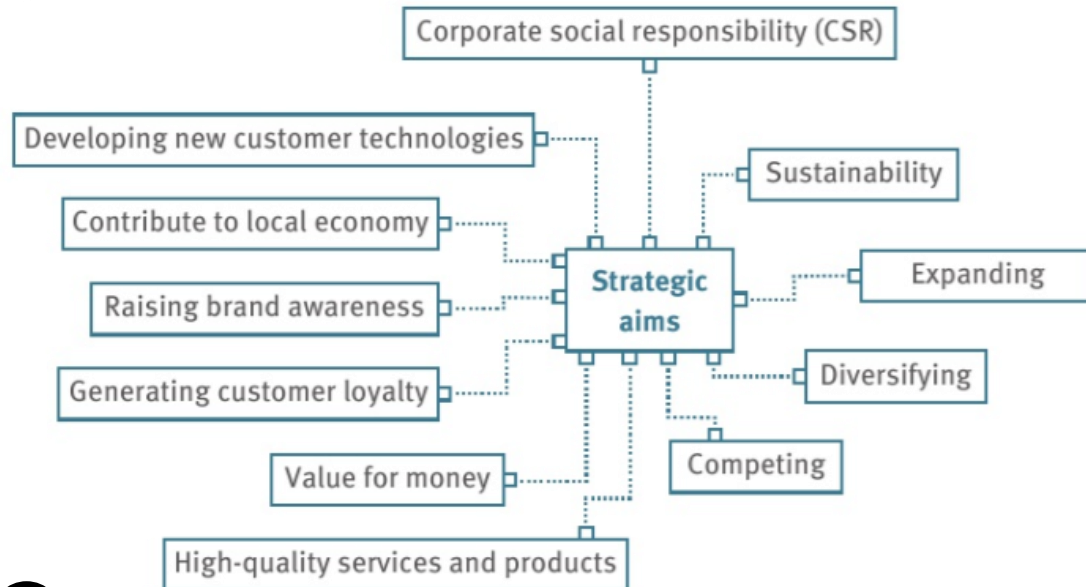 Corporate social responsibility (CSR)
Developing new customer technologies
Sustainability
Contribute to local economy
Strategic
aims
Expanding
Raising brand awareness
Diversifying
Generating customer loyalty
Competing
Value for money
High-quality services and products